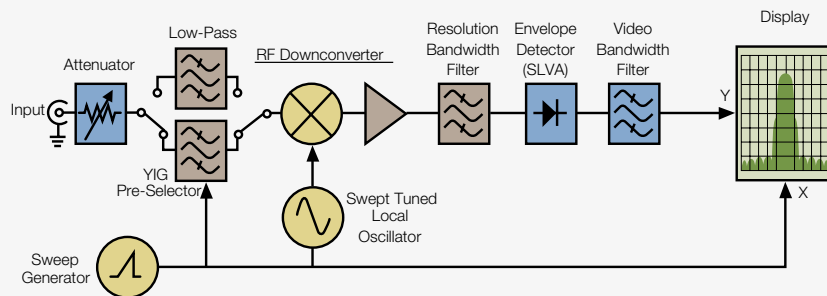 Display
Low-Pass
RF Downconverter
Resolution
Bandwidth
Filter
Envelope
Detector
(SLVA)
Video
Bandwidth
Filter
Attenuator
Input
Y
YIG
Pre-Selector
X
Swept Tuned
Local
Oscillator
Sweep
Generator